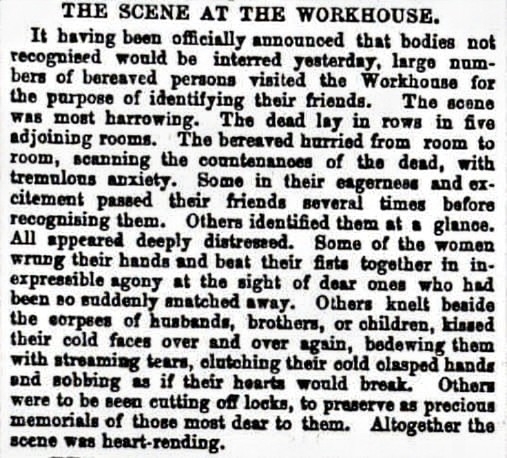 THE SCENE AT THE WORKHOUSE.
It having been officially announced that bodies not
recognised would be interred yesterday, large num-
bers of bereaved persons visited the Workhouse for
the purpose of identifying their friends. The scene
was most harrowing. The dead lay in rows in five
adjoining rooms. The bereaved hurried from room to
room, scanning the countenances of the dead, with
tremulous anxiety. Some in their eagerness and ex-
citement passed their friends several times before
recognising them. Others identified them at a glance.
All appeared deeply distressed. Some of the women
wrung their hands and beat their fists together in in-
expressible agony at the sight of dear ones who had
been so suddenly snatched away. Others knelt beside
the corpses of husbands, brothers, or children, kissed
their cold faces over and over again, bedewing them
with streaming tears, clutching their cold clasped hands
and sobbing as if their hearts would break. Others
were to be seen cutting off locks, to preserve as precious
memorials of those most dear to them. Altogether the
scene was heart-rending.